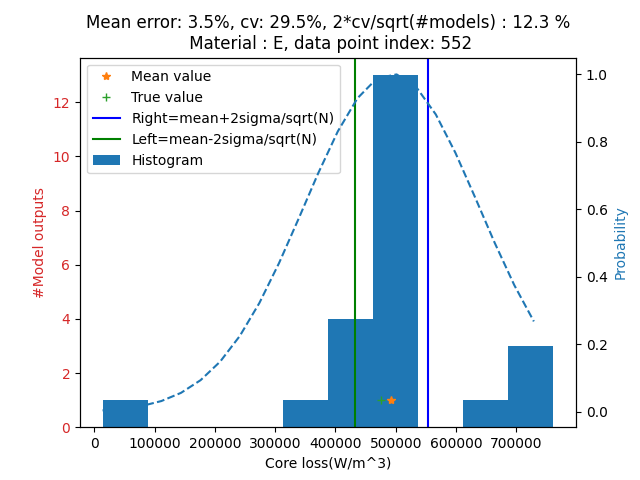 Mean error: 3.5%, cv: 29.5%, 2*cv/sqrt(#models) : 12.3 %
Material : E, data point index: 552
Mean value
True value
Right=mean+2sigma/sqrt(N)
Left=mean-2sigma/sqrt(N)
Histogram
#Model outputs
12
10
8
6
4
2
0
Probability
1.0
0.8
0.6
0.4
0.2
0.0
0 100000 200000 300000 400000 500000 600000 700000
Core loss(W/m^3)